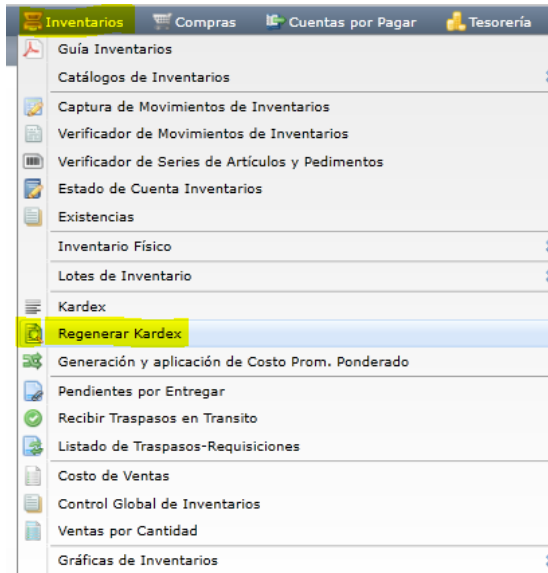 Inventarios Compras Cuentas por Pagar Tesorería
Guía Inventarios
Catálogos de Inventarios
Captura de Movimientos de Inventarios
Verificador de Movimientos de Inventarios
Verificador de Series de Artículos y Pedimentos
Estado de Cuenta Inventarios
Existencias
Inventario Físico
Lotes de Inventario
Kardex
Regenerar Kardex
Generación y aplicación de Costo Prom. Ponderado
Pendientes por Entregar
Recibir Traspasos en Transito
Listado de Traspasos-Requisiciones
Costo de Ventas
Control Global de Inventarios
Ventas por Cantidad
Gráficas de Inventarios